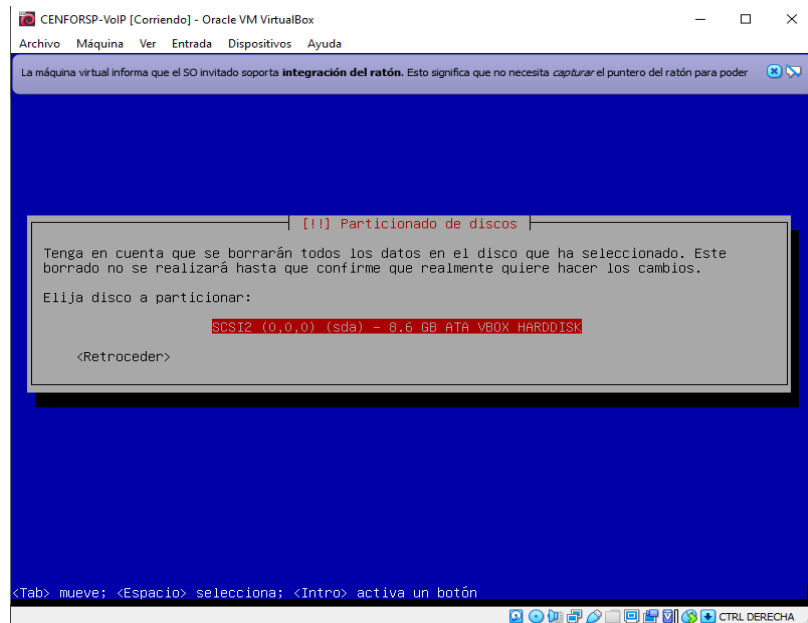 CENFORSP-VoIP [Corriendo] - Oracle VM VirtualBox
Archivo Máquina Ver Entrada Dispositivos Ayuda
La máquina virtual informa que el SO invitado soporta integración del ratón. Esto significa que no necesita capturar el puntero del ratón para poder
[!!] Particionado de discos
Tenga en cuenta que se borrarán todos los datos en el disco que ha seleccionado. Este
borrado no se realizará hasta que confirme que realmente quiere hacer los cambios.
Elija disco a particionar:
SCSI2 (0,0,0) (sda) - 8.6 GB ATA VBOX HARDDISK
<Retroceder>
<Tab> mueve; <Espacio> selecciona; <Intro> activa un botón
CTRL DERECHA